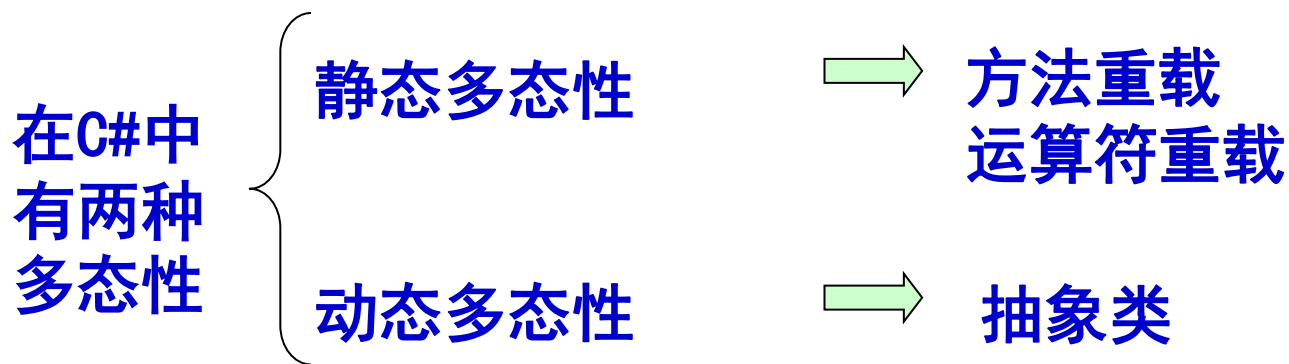 在C#中
有两种
多态性
静态多态性
方法重载
运算符重载
动态多态性
抽象类